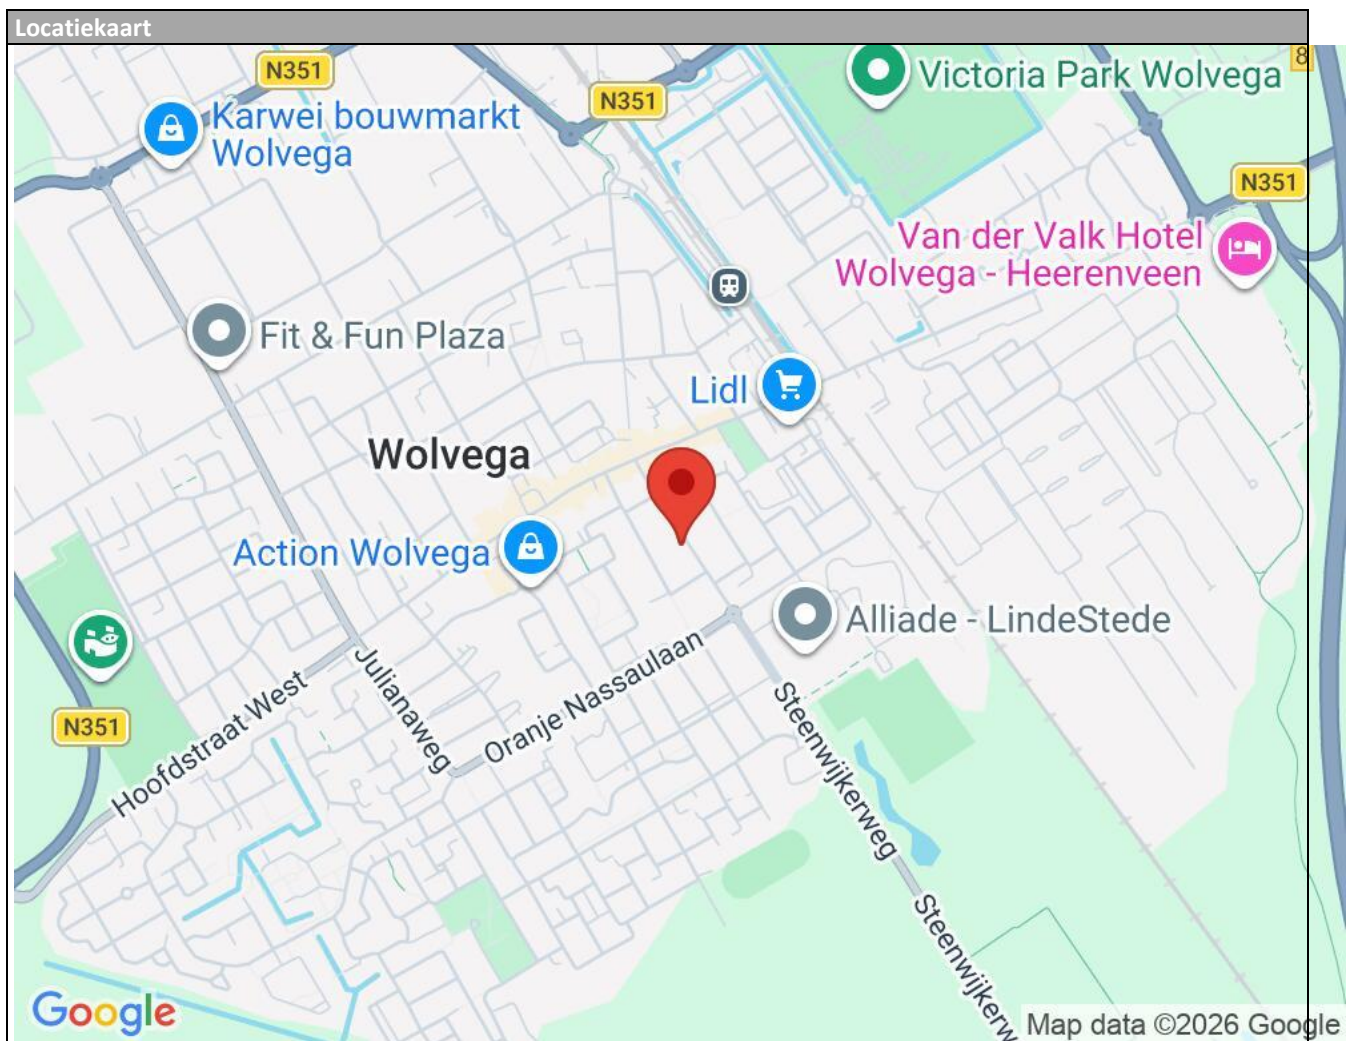 Locatiekaart
N351
8
Victoria Park Wolvega
N351
Karwei bouwmarkt
Wolvega
N351
Van der Valk Hotel
Wolvega - Heerenveen
Fit & Fun Plaza
Lidl
Wolvega
Action Wolvega
Alliade - LindeStede
Julianaweg
Oranje Nassaulaan
Hoofdstraat West
N351
Steenwijkerweg
Steenwijkerw
Google
Map data ©2026 Google